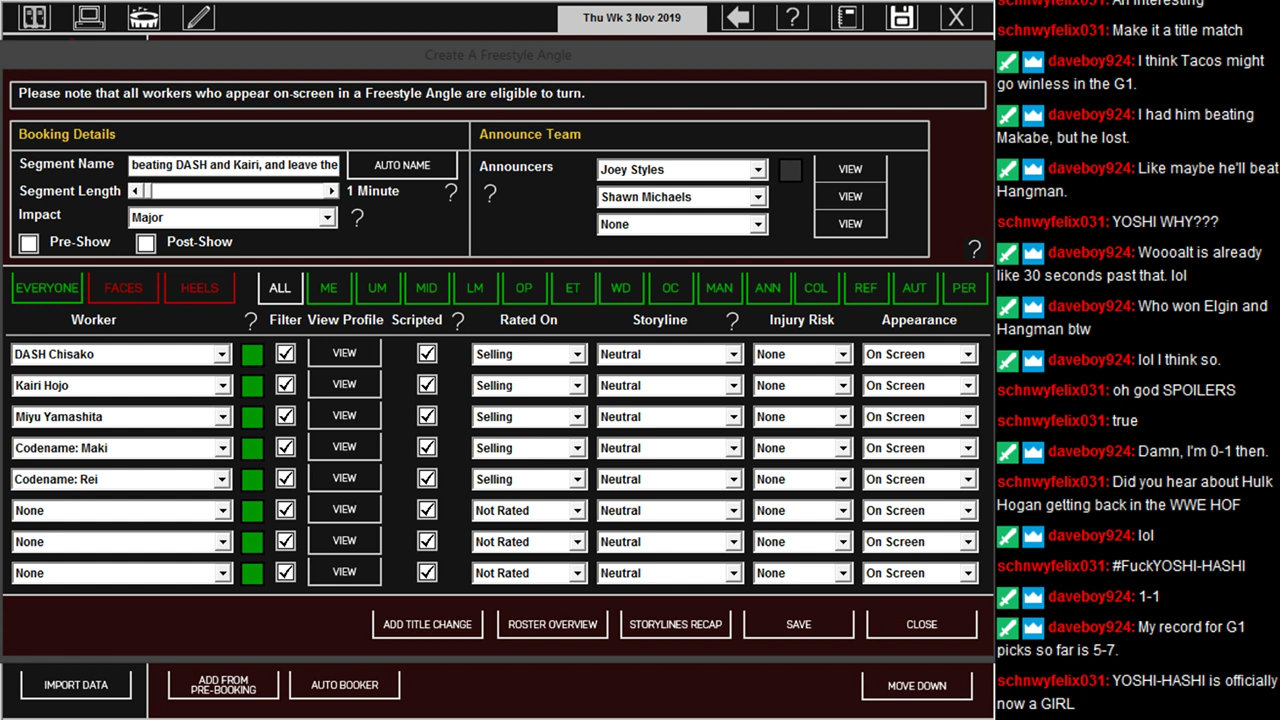 Thu Wk 3 Nov 2019
?
X
Create A Freestyle Angle
Please note that all workers who appear on-screen in a Freestyle Angle are eligible to turn.
Booking Details
Segment Name
beating DASH and Kairi, and leave the
AUTO NAME
Segment Length
1 Minute
?
Impact
Major
?
Pre-Show
Post-Show
Announce Team
Announcers
?
Joey Styles
VIEW
Shawn Michaels
VIEW
None
VIEW
?
EVERYONE FACES HEELS ALL ME UM MID LM OP ET WD OC MAN ANN COL REF AUT PER
Worker ? Filter View Profile Scripted ? Rated On Storyline ? Injury Risk Appearance
DASH Chisako VIEW Selling Neutral None On Screen
Kairi Hojo VIEW Selling Neutral None On Screen
Miyu Yamashita VIEW Selling Neutral None On Screen
Codename: Maki VIEW Selling Neutral None On Screen
Codename: Rei VIEW Selling Neutral None On Screen
None VIEW Not Rated Neutral None On Screen
None VIEW Not Rated Neutral None On Screen
None VIEW Not Rated Neutral None On Screen
ADD TITLE CHANGE ROSTER OVERVIEW STORYLINES RECAP SAVE CLOSE
IMPORT DATA
ADD FROM
PRE-BOOKING
AUTO BOOKER
MOVE DOWN
An interesting
schnwyfelix031: Make it a title match
daveboy924: I think Tacos might
go winless in the G1.
daveboy924: I had him beating
Makabe, but he lost.
daveboy924: Like maybe he'll beat
Hangman.
schnwyfelix031: YOSHI WHY???
daveboy924: Woooalt is already
like 30 seconds past that. lol
daveboy924: Who won Elgin and
Hangman btw
daveboy924: lol I think so.
schnwyfelix031: oh god SPOILERS
schnwyfelix031: true
daveboy924: Damn, I'm 0-1 then.
schnwyfelix031: Did you hear about Hulk
Hogan getting back in the WWE HOF
daveboy924: lol
schnwyfelix031: #FuckYOSHI-HASHI
daveboy924: 1-1
daveboy924: My record for G1
picks so far is 5-7.
schnwyfelix031: YOSHI-HASHI is officially
now a GIRL